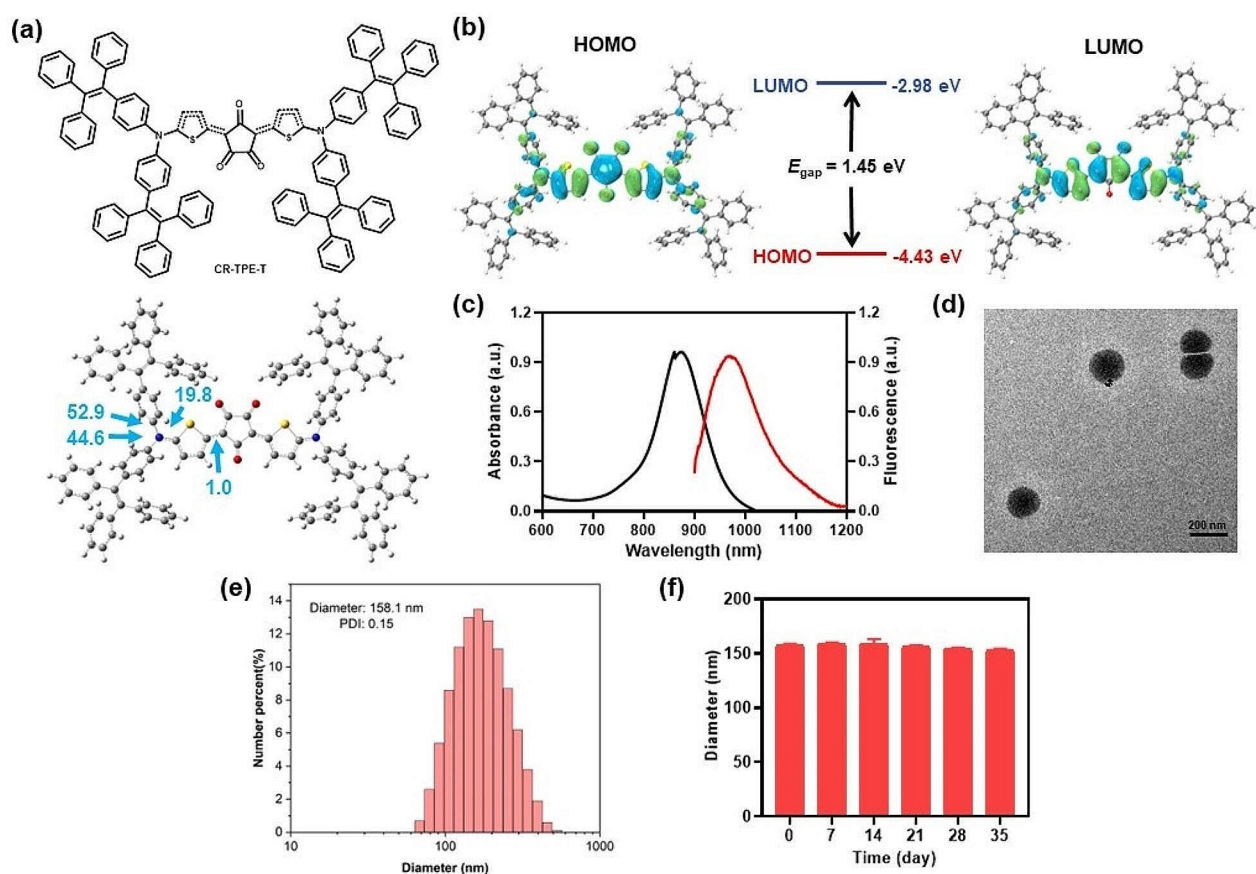 (a)
O
S
N
O
O
S
N
CR-TPE-T
52.9
44.6
19.8
1.0
(b)
HOMO
LUMO
LUMO
-2.98 eV
Egap = 1.45 eV
HOMO
-4.43 eV
(c)
Absorbance (a.u.)
1.2
0.9
0.6
0.3
0.0
600 700 800 900 1000 1100 1200
Wavelength (nm)
1.2
0.9
0.6
0.3
0.0
Fluorescence (a.u.)
(d)
200 nm
(e)
Diameter: 158.1 nm
PDI: 0.15
Number percent(%)
14
12
10
8
6
4
2
0
10 100 1000
Diameter (nm)
(f)
Diameter (nm)
200
150
100
50
0
0 7 14 21 28 35
Time (day)